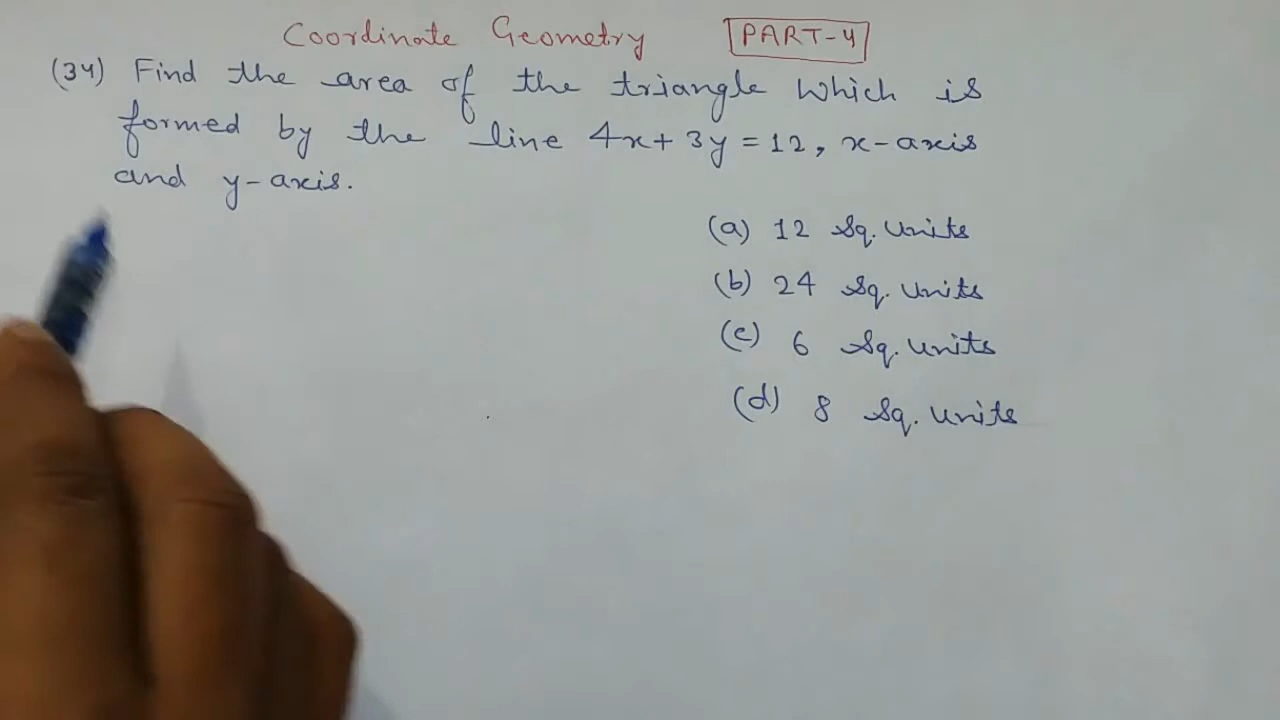 Coordinate Geometry PART-4
(34) Find the area of the triangle which is
formed by the line 4x+3y=12, x-axis
and y-axis.
(a) 12 Sq. Units
(b) 24 Sq. Units
(c) 6 Sq. Units
(d) 8 Sq. Units